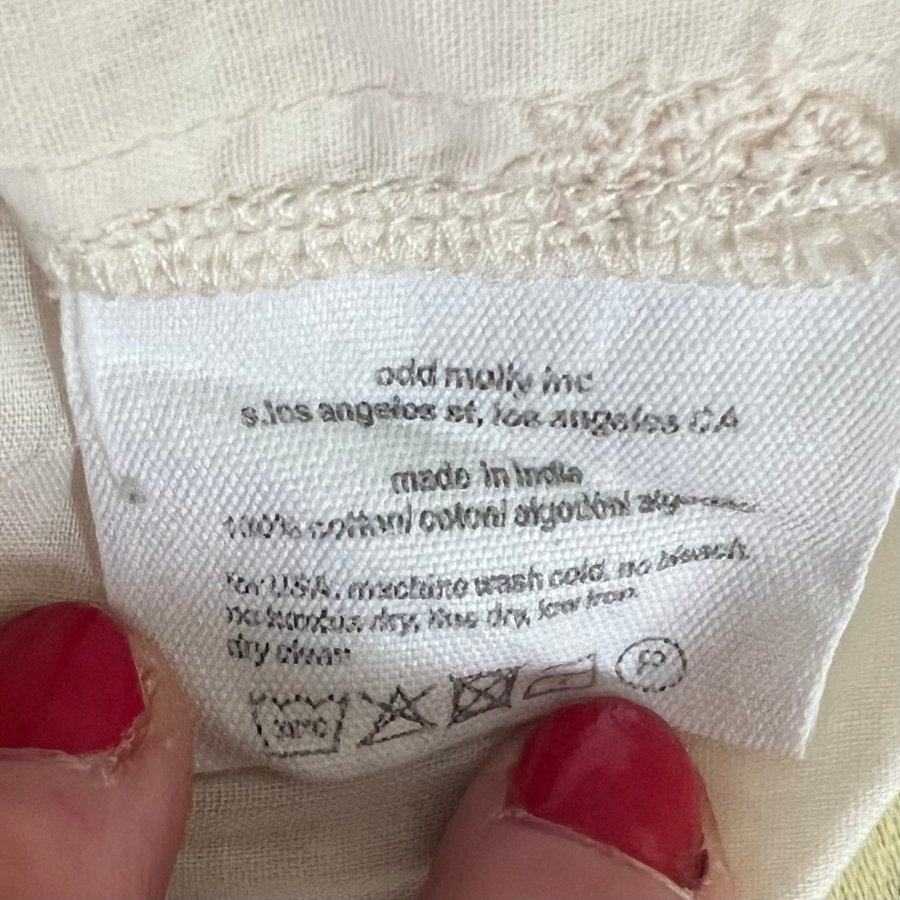 odd molly inc
s.los angeles st, los angeles CA
made in india
100% cotton/ coton/ algodón/
for USA: machine wash cold, no bleach,
no tumble dry, line dry, low iron,
dry clean
30°C